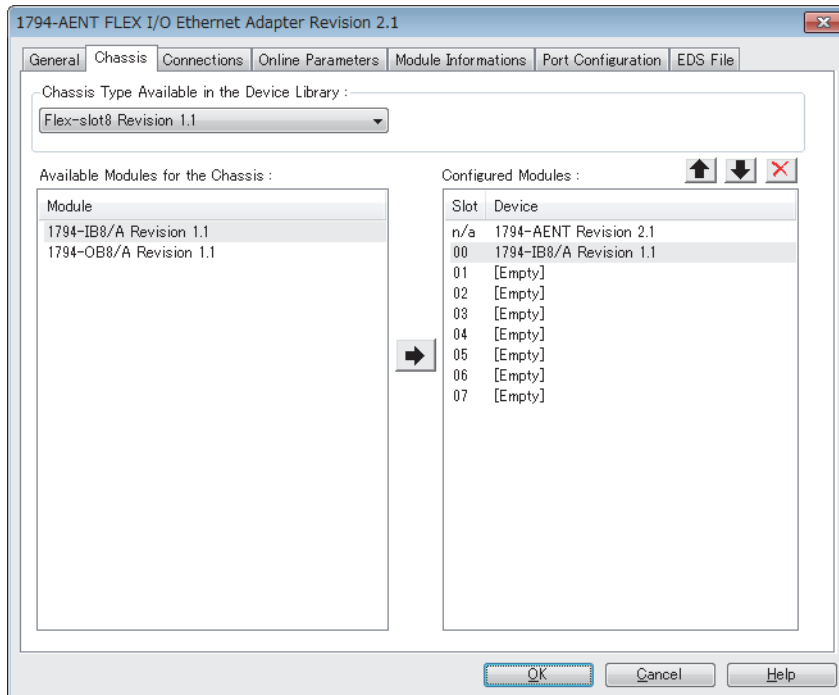 1794-AENT FLEX I/O Ethernet Adapter Revision 2.1
General Chassis Connections Online Parameters Module Informations Port Configuration EDS File
Chassis Type Available in the Device Library :
Flex-slot8 Revision 1.1
Available Modules for the Chassis :
Module
1794-IB8/A Revision 1.1
1794-OB8/A Revision 1.1
Configured Modules :
Slot Device
n/a 1794-AENT Revision 2.1
00 1794-IB8/A Revision 1.1
01 [Empty]
02 [Empty]
03 [Empty]
04 [Empty]
05 [Empty]
06 [Empty]
07 [Empty]
OK Cancel Help